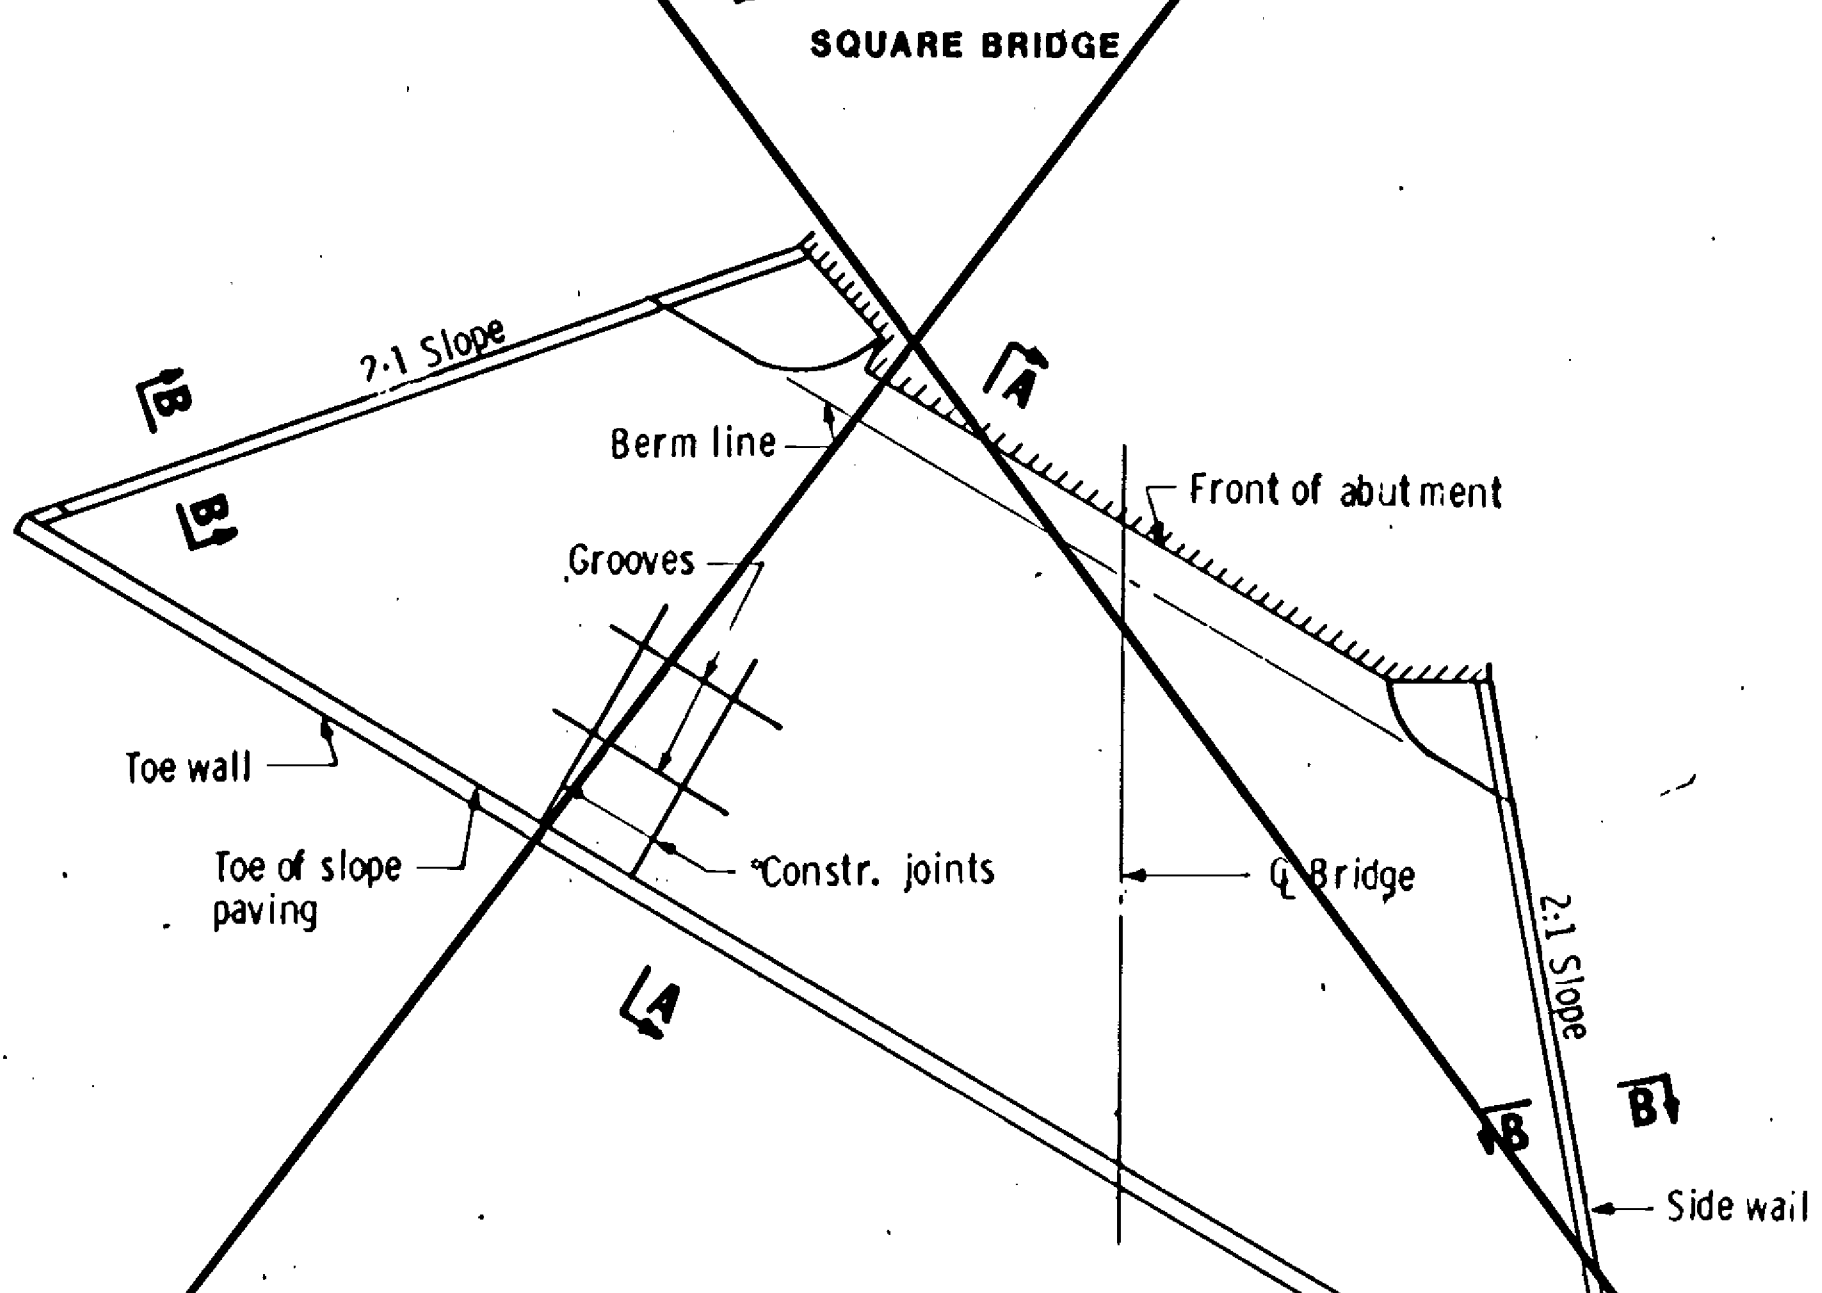 SQUARE BRIDGE
2:1 Slope
B
A
Berm line
Front of abutment
B
Grooves
Toe wall
Toe of slope
paving
*Constr. joints
℄ Bridge
2:1 Slope
A
B
B
Side wall